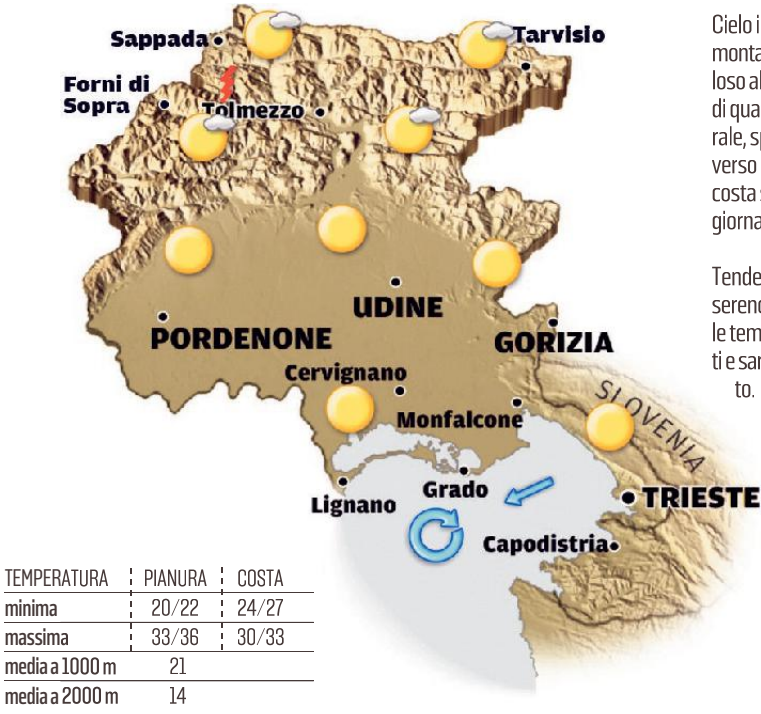 Sappada
Tarvisio
Forni di
Sopra
Tolmezzo
UDINE
PORDENONE
GORIZIA
Cervignano
SLOVENIA
Monfalcone
Lignano
Grado
TRIESTE
Capodistria
Cielo i
monta
loso al
di qua
rale, sp
verso
costa s
giorna
Tende
sereno
le tem
ti e sar
to.
TEMPERATURA PIANURA COSTA
minima 20/22 24/27
massima 33/36 30/33
media a 1000 m 21
media a 2000 m 14